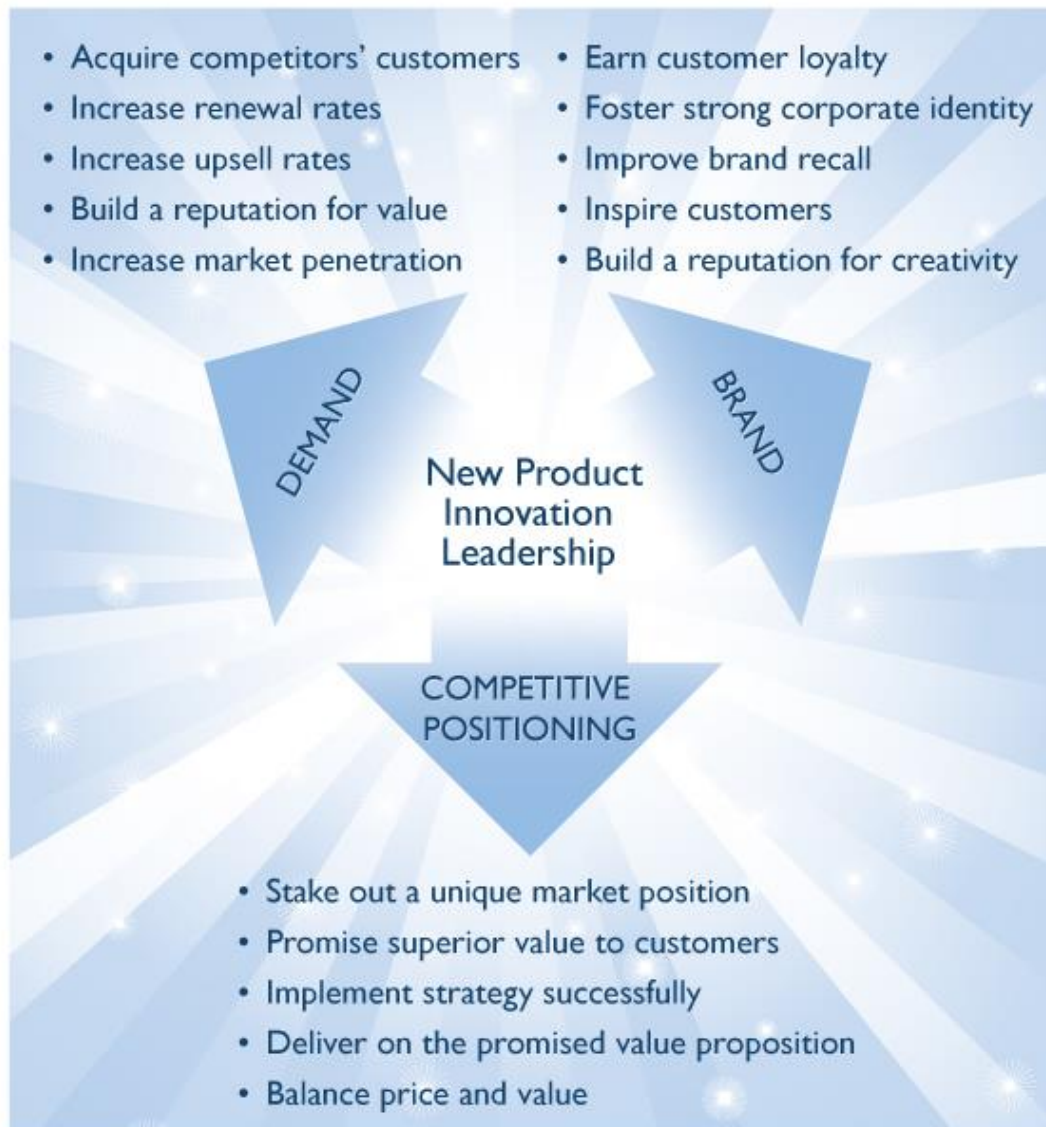 • Acquire competitors’ customers
• Increase renewal rates
• Increase upsell rates
• Build a reputation for value
• Increase market penetration
• Earn customer loyalty
• Foster strong corporate identity
• Improve brand recall
• Inspire customers
• Build a reputation for creativity
DEMAND
BRAND
New Product
Innovation
Leadership
COMPETITIVE
POSITIONING
• Stake out a unique market position
• Promise superior value to customers
• Implement strategy successfully
• Deliver on the promised value proposition
• Balance price and value